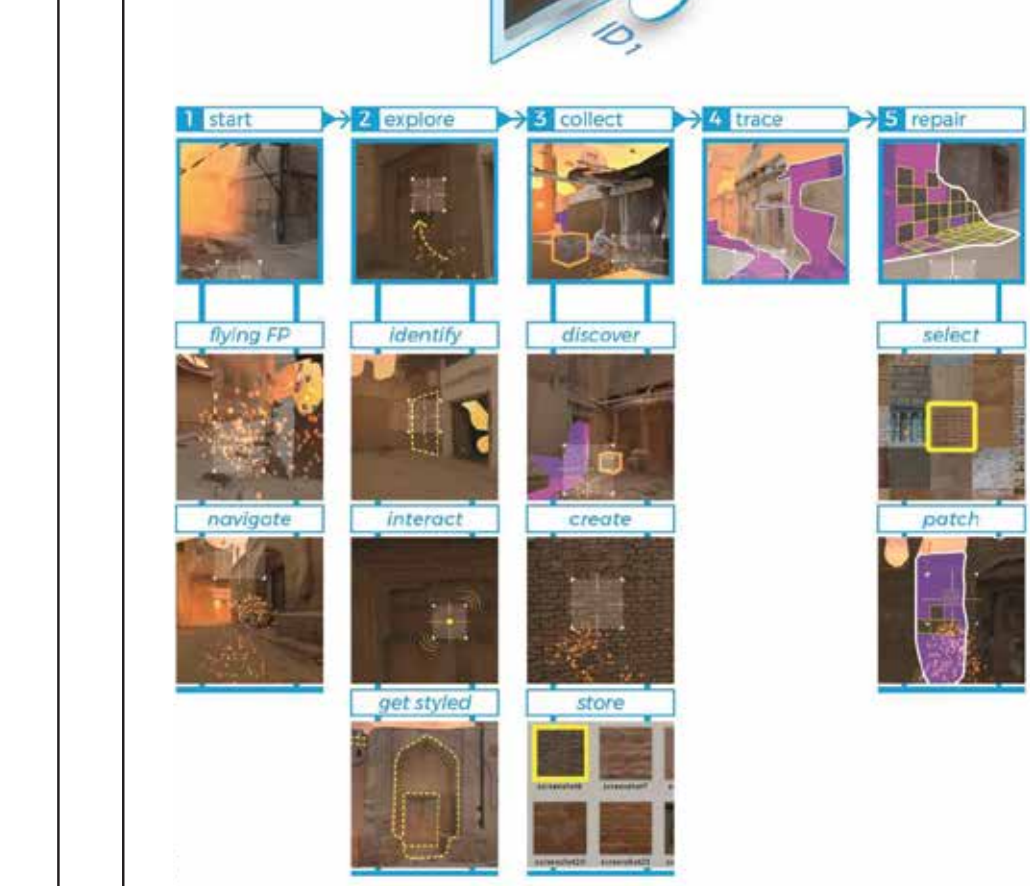 ID1
1 start
2 explore
3 collect
4 trace
5 repair
flying FP
identify
discover
select
navigate
interact
create
patch
get styled
store